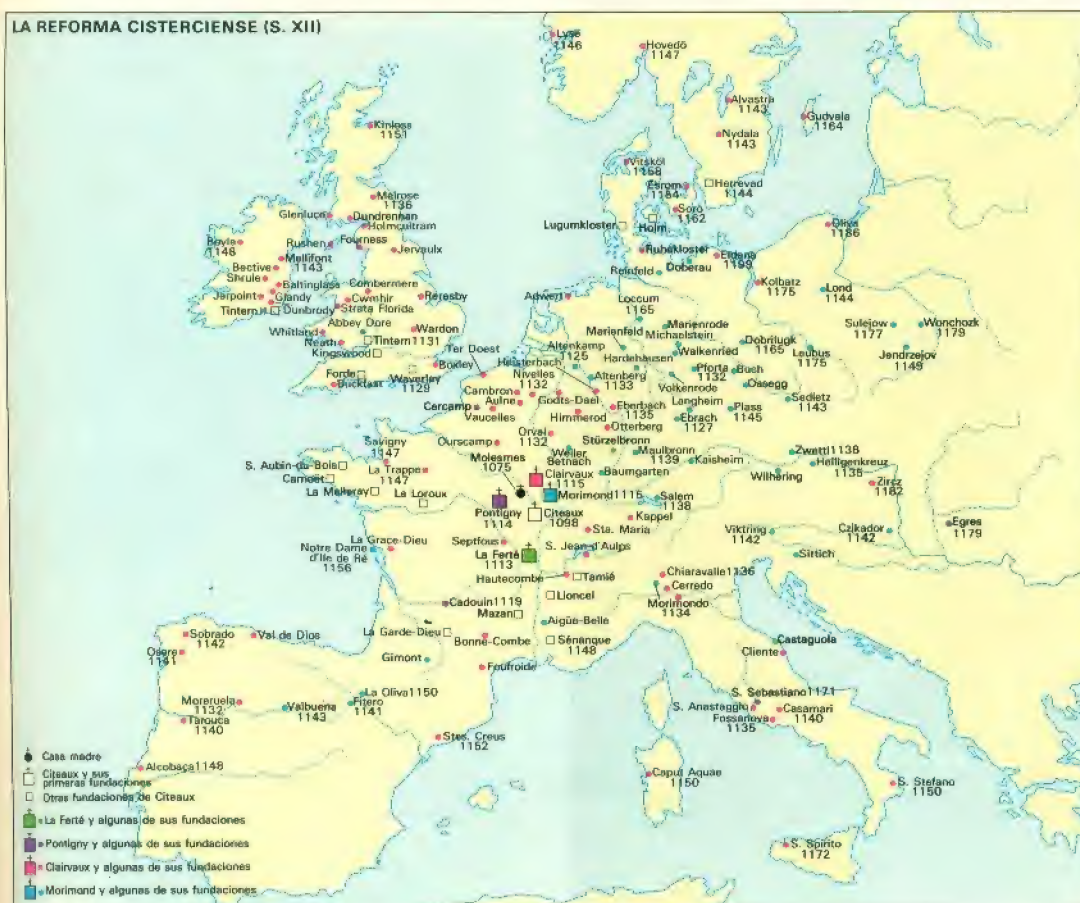 LA REFORMA CISTERCIENSE (S. XII)
Lyse
1146
Hovedö
1147
Alvastra
1143
Gudvala
1164
Nydala
1143
Kinloss
1151
Vitsköl
1158
Esrom
1154
Herrevad
1144
Soro
1162
Lugumkloster
Holm
Melrose
1136
Glenluce
Dundrennan
Holmcultram
Boyle
1148
Rushen
Fourness
Jervaulx
Mellifont
1143
Bective
Shrule
Baltinglass
Combermere
Jerpoint
Glandy
Cwmhir
Reresby
Tintern
Dunbrody
Strata Florida
Abbey Dore
Whitland
Tintern 1131
Wardon
Neath
Kingswood
Forde
Buckfast
Waverley
1129
Boxley
Ruhekloster
Eldena
1199
Oliva
1186
Reinfeld
Doberau
Kolbatz
1175
Lond
1144
Adwert
Loccum
1165
Marienrode
Marienfeld
Michaelstein
Dobrilugk
1165
Sulejow
1177
Wonchozk
1179
Leubus
1175
Jendrzejov
1149
Ter Doest
Altenkamp
1125
Hardehausen
Walkenried
Heisterbach
Nivelles
1132
Altenberg
1133
Pforta
1132
Buch
Volkenrode
Ossegg
Cambron
Aulne
Godts-Dael
Eberbach
1135
Langheim
Plass
1145
Sedletz
1143
Cercamp
Vaucelles
Himmerod
Otterberg
Ebrach
1127
Ourscamp
Orval
1132
Stürzelbronn
Weiler
Betnach
Maulbronn
1139
Kaisheim
Zwettl 1138
Heiligenkreuz
1135
Wilhering
Zirez
1182
Savigny
1147
S. Aubin-du-Bois
La Trappe
1147
Camoët
La Melleray
Le Loroux
Molesmes
1075
Clairvaux
1115
Baumgarten
Morimond 1115
Salem
1138
Pontigny
1114
Citeaux
1098
Kappel
Sta. Maria
Viktring
1142
Czikador
1142
Egres
1179
Sittich
La Grace-Dieu
Notre Dame
d'Ile de Ré
1156
Septfous
La Ferté
1113
S. Jean-d'Aulps
Hautecombe
Tamié
Chiaravalle 1136
Cerredo
Morimondo
1134
Lioncel
Cadouin 1119
Mazan
Aigüe-Belle
La Garde-Dieu
Bonne-Combe
Sénanque
1148
Gimont
Foufroide
Castagnola
Cliente
Sobrado
1142
Val de Dios
Osera
1141
Moreruela
1132
Valbuena
1143
La Oliva 1150
Fitero
1141
Tarouca
1140
Stes. Creus
1152
Alcobaça 1148
S. Sebastiano 1171
S. Anastaggiu
1135
Casamari
1140
Fossanova
Caput Aquae
1150
S. Stefano
1150
S. Spirito
1172
Casa madre
Citeaux y sus
primeras fundaciones
Otras fundaciones de Citeaux
La Ferté y algunas de sus fundaciones
Pontigny y algunas de sus fundaciones
Clairvaux y algunas de sus fundaciones
Morimond y algunas de sus fundaciones